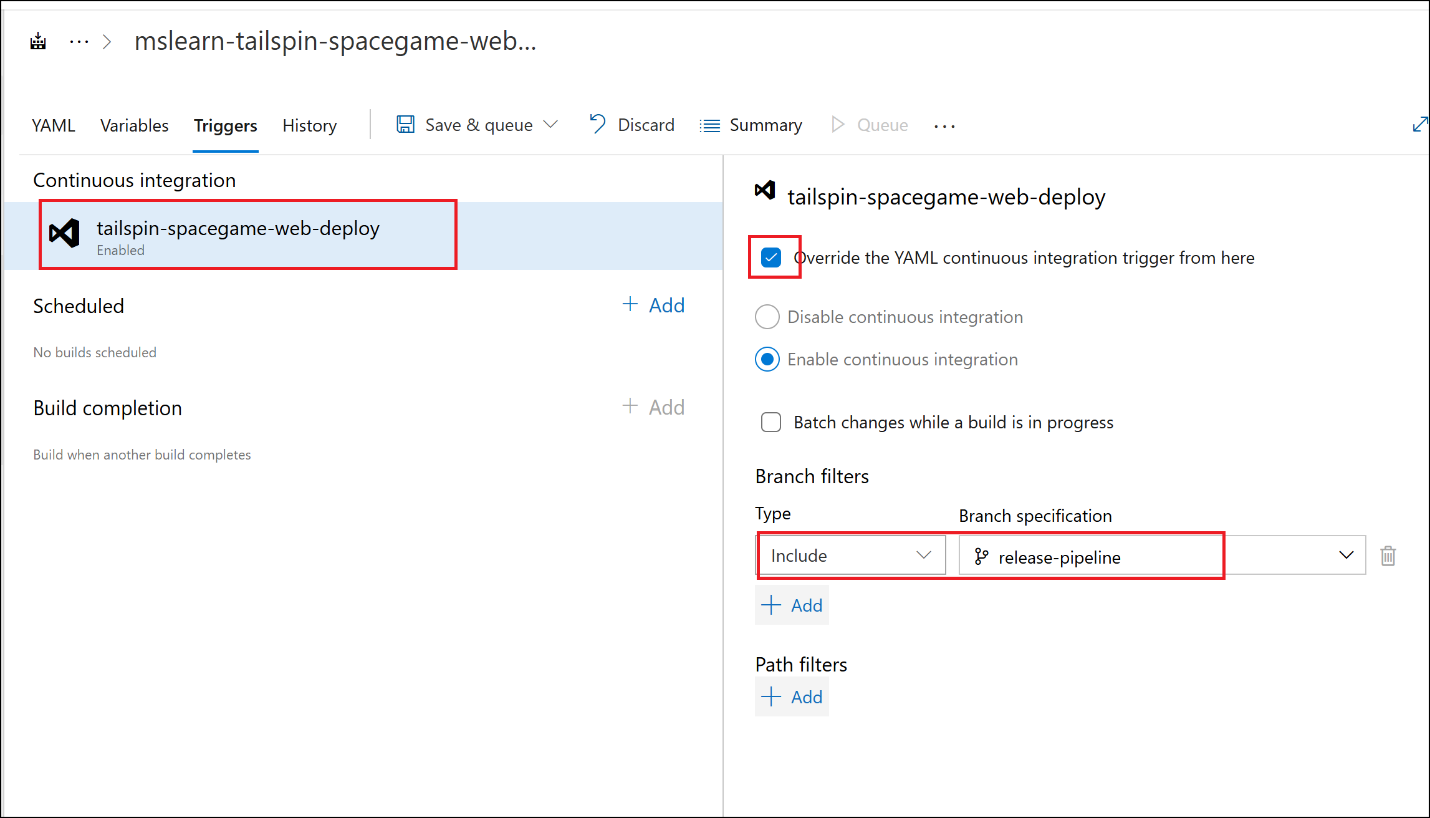 ... > mslearn-tailspin-spacegame-web...
YAML Variables Triggers History Save & queue Discard Summary Queue ...
Continuous integration
tailspin-spacegame-web-deploy
Enabled
Scheduled + Add
No builds scheduled
Build completion + Add
Build when another build completes
tailspin-spacegame-web-deploy
Override the YAML continuous integration trigger from here
Disable continuous integration
Enable continuous integration
Batch changes while a build is in progress
Branch filters
Type Branch specification
Include release-pipeline
+ Add
Path filters
+ Add